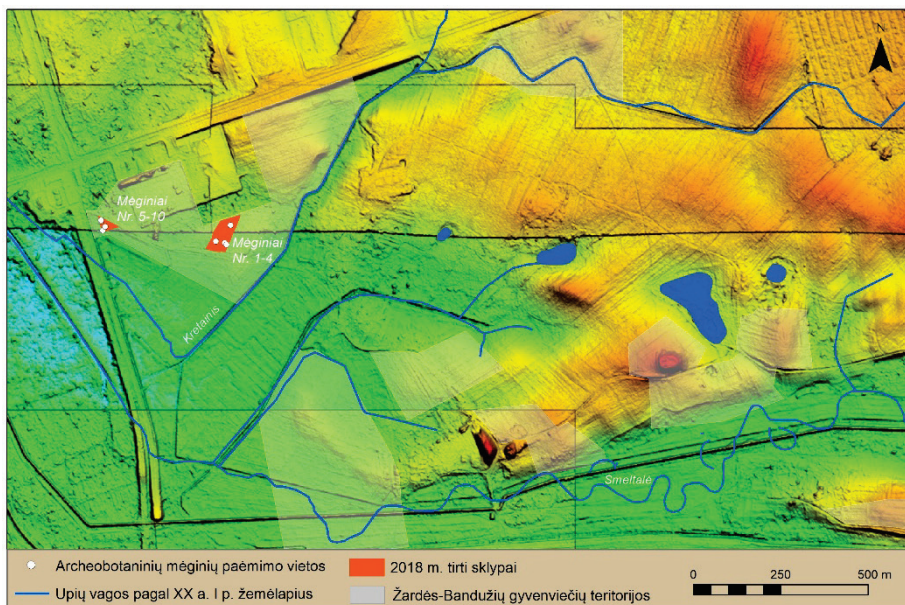 N
Mėginiai
Nr. 5-10
Mėginiai
Nr. 1-4
Kretainis
Smeltalė
Archeobotaninių mėginių paėmimo vietos
2018 m. tirti sklypai
Upių vagos pagal XX a. I p. žemėlapius
Žardės-Bandužių gyvenviečių teritorijos
0 250 500 m